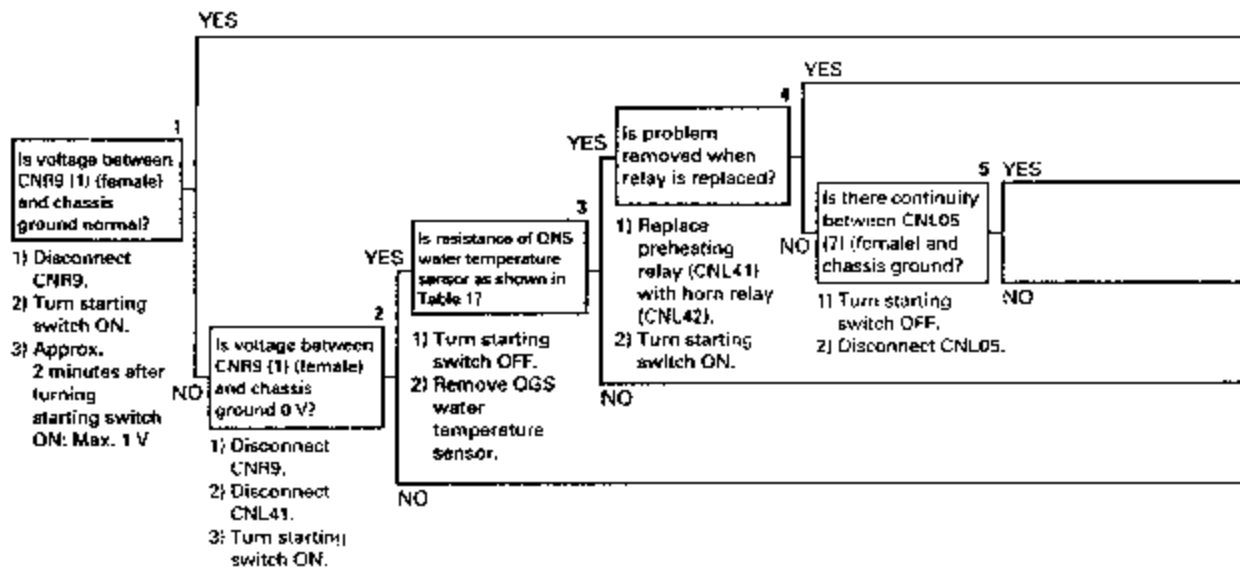 YES
1
Is voltage between
CNR9 (1) (female)
and chassis
ground normal?
1) Disconnect
CNR9.
2) Turn starting
switch ON.
3) Approx.
2 minutes after
turning
starting switch
ON: Max. 1 V
NO
2
Is voltage between
CNR9 (1) (female)
and chassis
ground 0 V?
1) Disconnect
CNR9.
2) Disconnect
CNL41.
3) Turn starting
switch ON.
YES
3
Is resistance of QNS
water temperature
sensor as shown in
Table 1?
1) Turn starting
switch OFF.
2) Remove QGS
water
temperature
sensor.
NO
YES
4
Is problem
removed when
relay is replaced?
1) Replace
preheating
relay (CNL41)
with horn relay
(CNL42).
2) Turn starting
switch ON.
NO
YES
5
Is there continuity
between CNL05
(7) (female) and
chassis ground?
NO
1) Turn starting
switch OFF.
2) Disconnect CNL05.
YES
NO